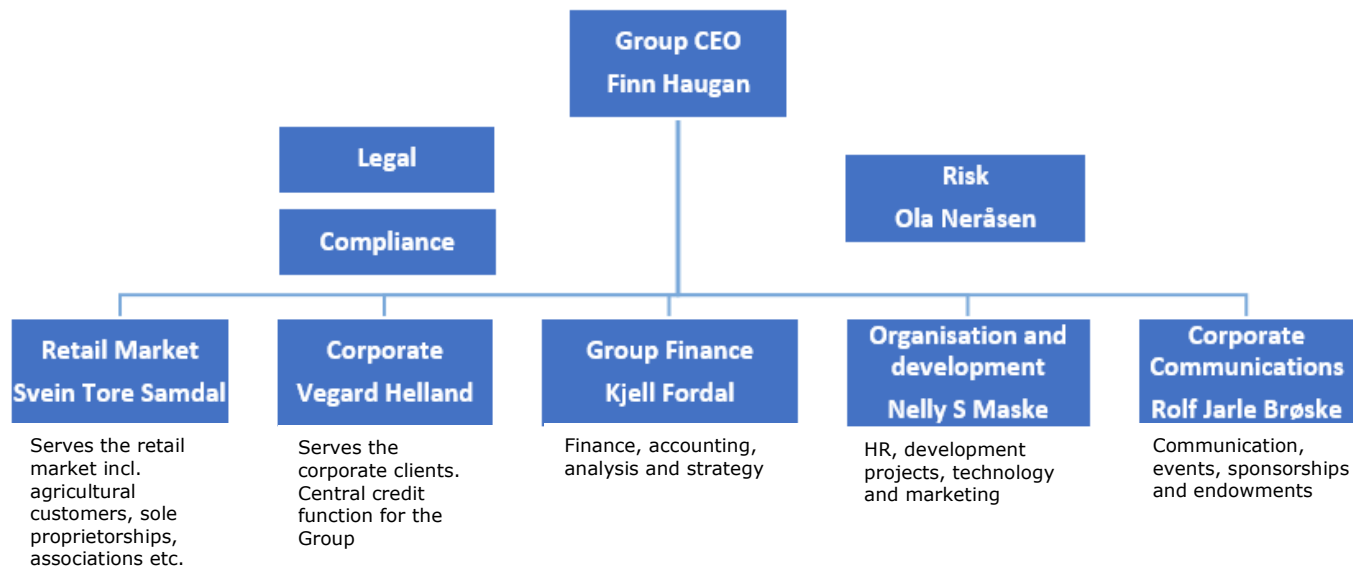 Group CEO
Finn Haugan
Legal
Compliance
Risk
Ola Neråsen
Retail Market
Svein Tore Samdal
Serves the retail
market incl.
agricultural
customers, sole
proprietorships,
associations etc.
Corporate
Vegard Helland
Serves the
corporate clients.
Central credit
function for the
Group
Group Finance
Kjell Fordal
Finance, accounting,
analysis and strategy
Organisation and
development
Nelly S Maske
HR, development
projects, technology
and marketing
Corporate
Communications
Rolf Jarle Brøske
Communication,
events, sponsorships
and endowments